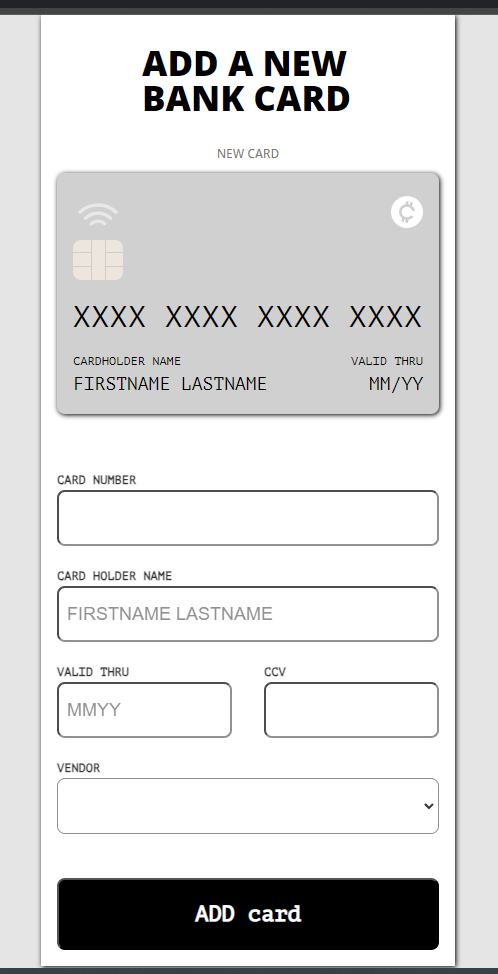 ADD A NEW
BANK CARD
NEW CARD
XXXX XXXX XXXX XXXX
CARDHOLDER NAME VALID THRU
FIRSTNAME LASTNAME MM/YY
CARD NUMBER
CARD HOLDER NAME
FIRSTNAME LASTNAME
VALID THRU CCV
MMYY
VENDOR
ADD card